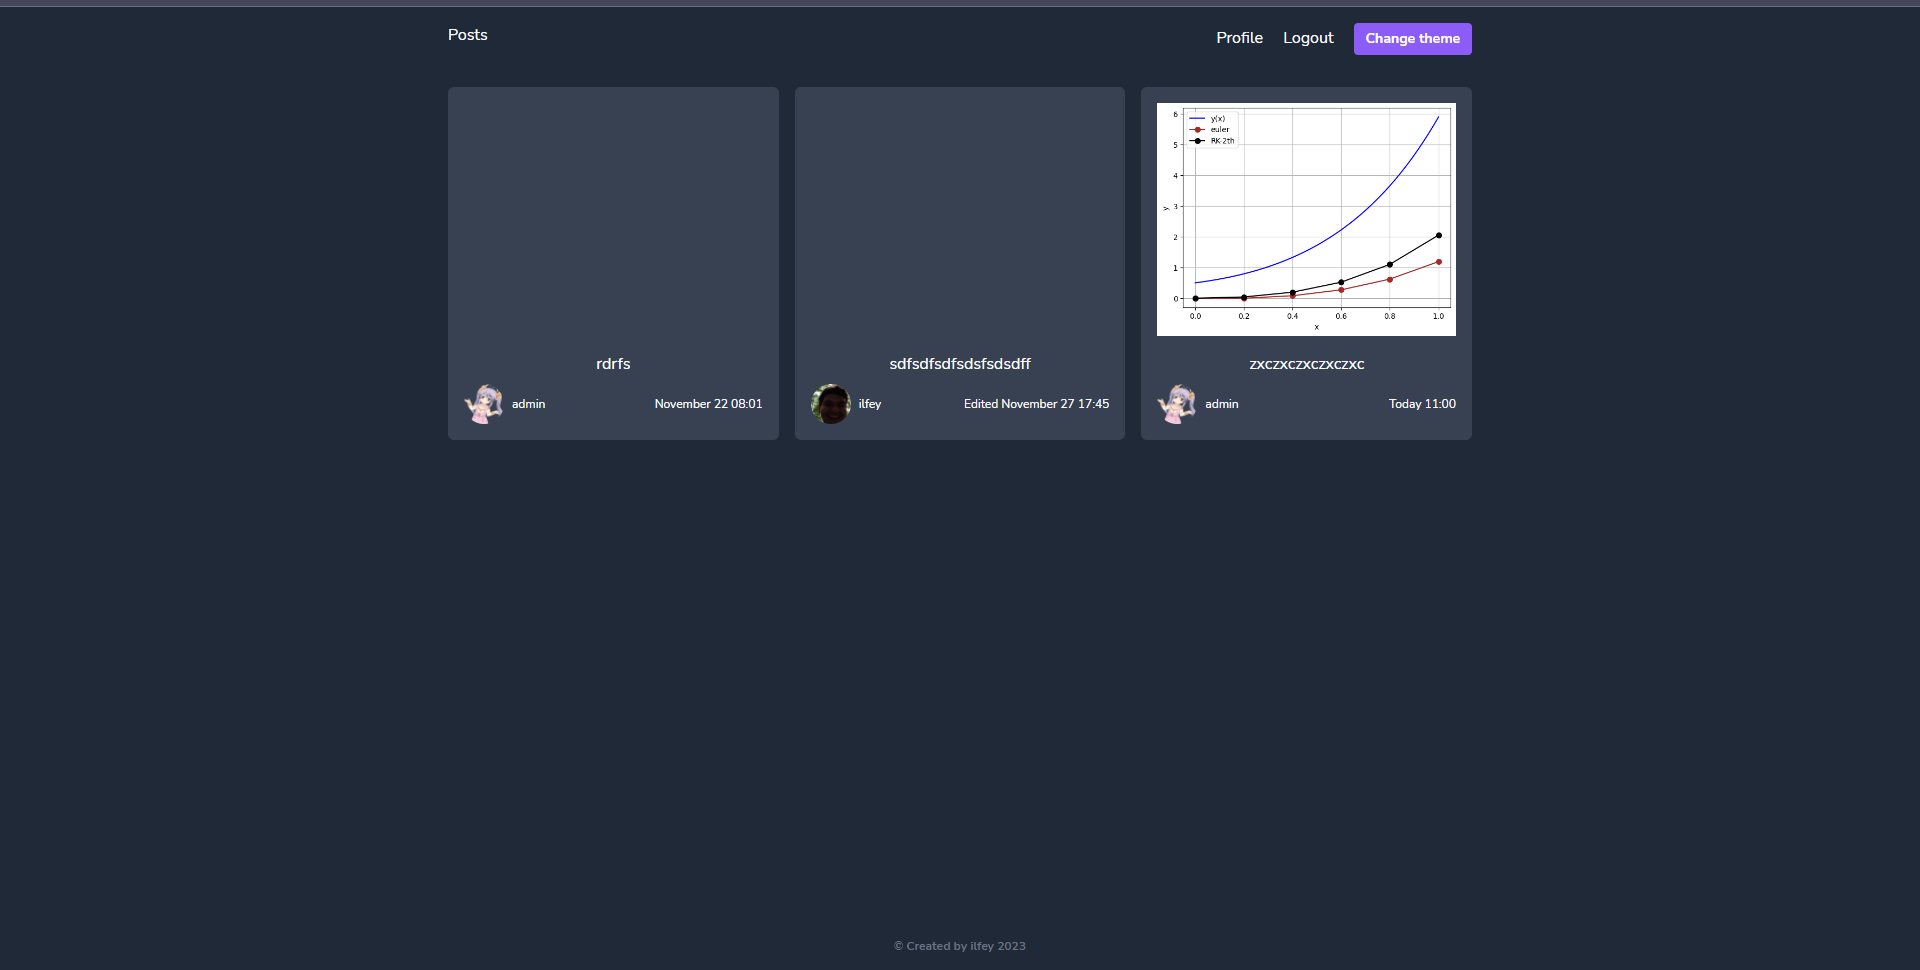 Posts
Profile Logout Change theme
rdrfs
admin November 22 08:01
sdfsdfsdfsdsfsdsdff
ilfey Edited November 27 17:45
6
5
4
3
2
1
0
y
y(x)
euler
RK-2th
0.0 0.2 0.4 0.6 0.8 1.0
x
zxczxczxczxczxc
admin Today 11:00
© Created by ilfey 2023